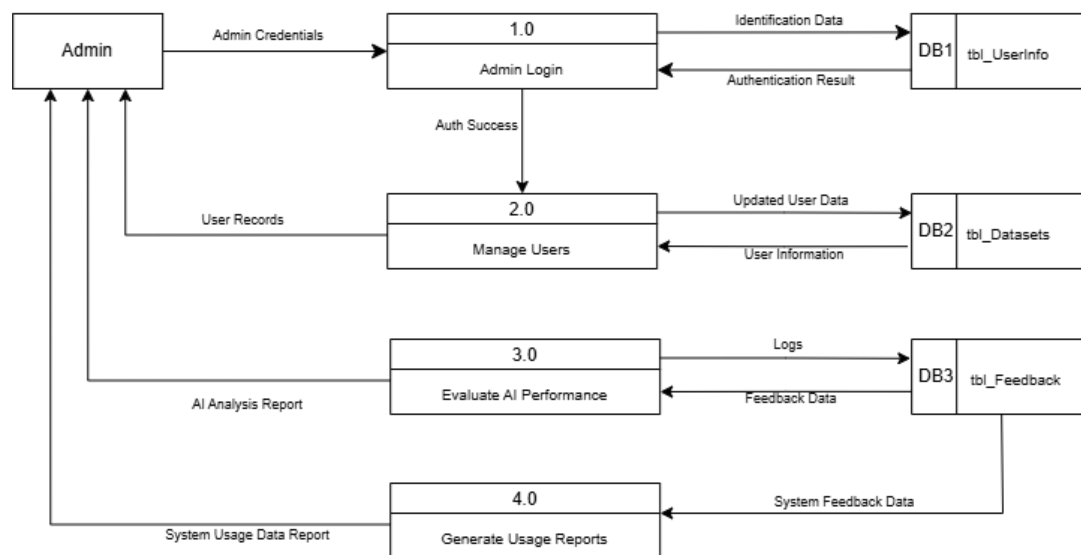 Admin
Admin Credentials
1.0
Admin Login
Identification Data
Authentication Result
DB1
tbl_UserInfo
Auth Success
User Records
2.0
Manage Users
Updated User Data
User Information
DB2
tbl_Datasets
AI Analysis Report
3.0
Evaluate AI Performance
Logs
Feedback Data
DB3
tbl_Feedback
System Usage Data Report
4.0
Generate Usage Reports
System Feedback Data